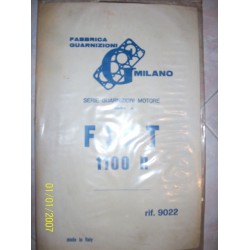 FABBRICA
GUARNIZIONI
G MILANO
SERIE GUARNIZIONI MOTORE
FIAT
1100 R
rif. 9022
made in Italy
01/01/2007